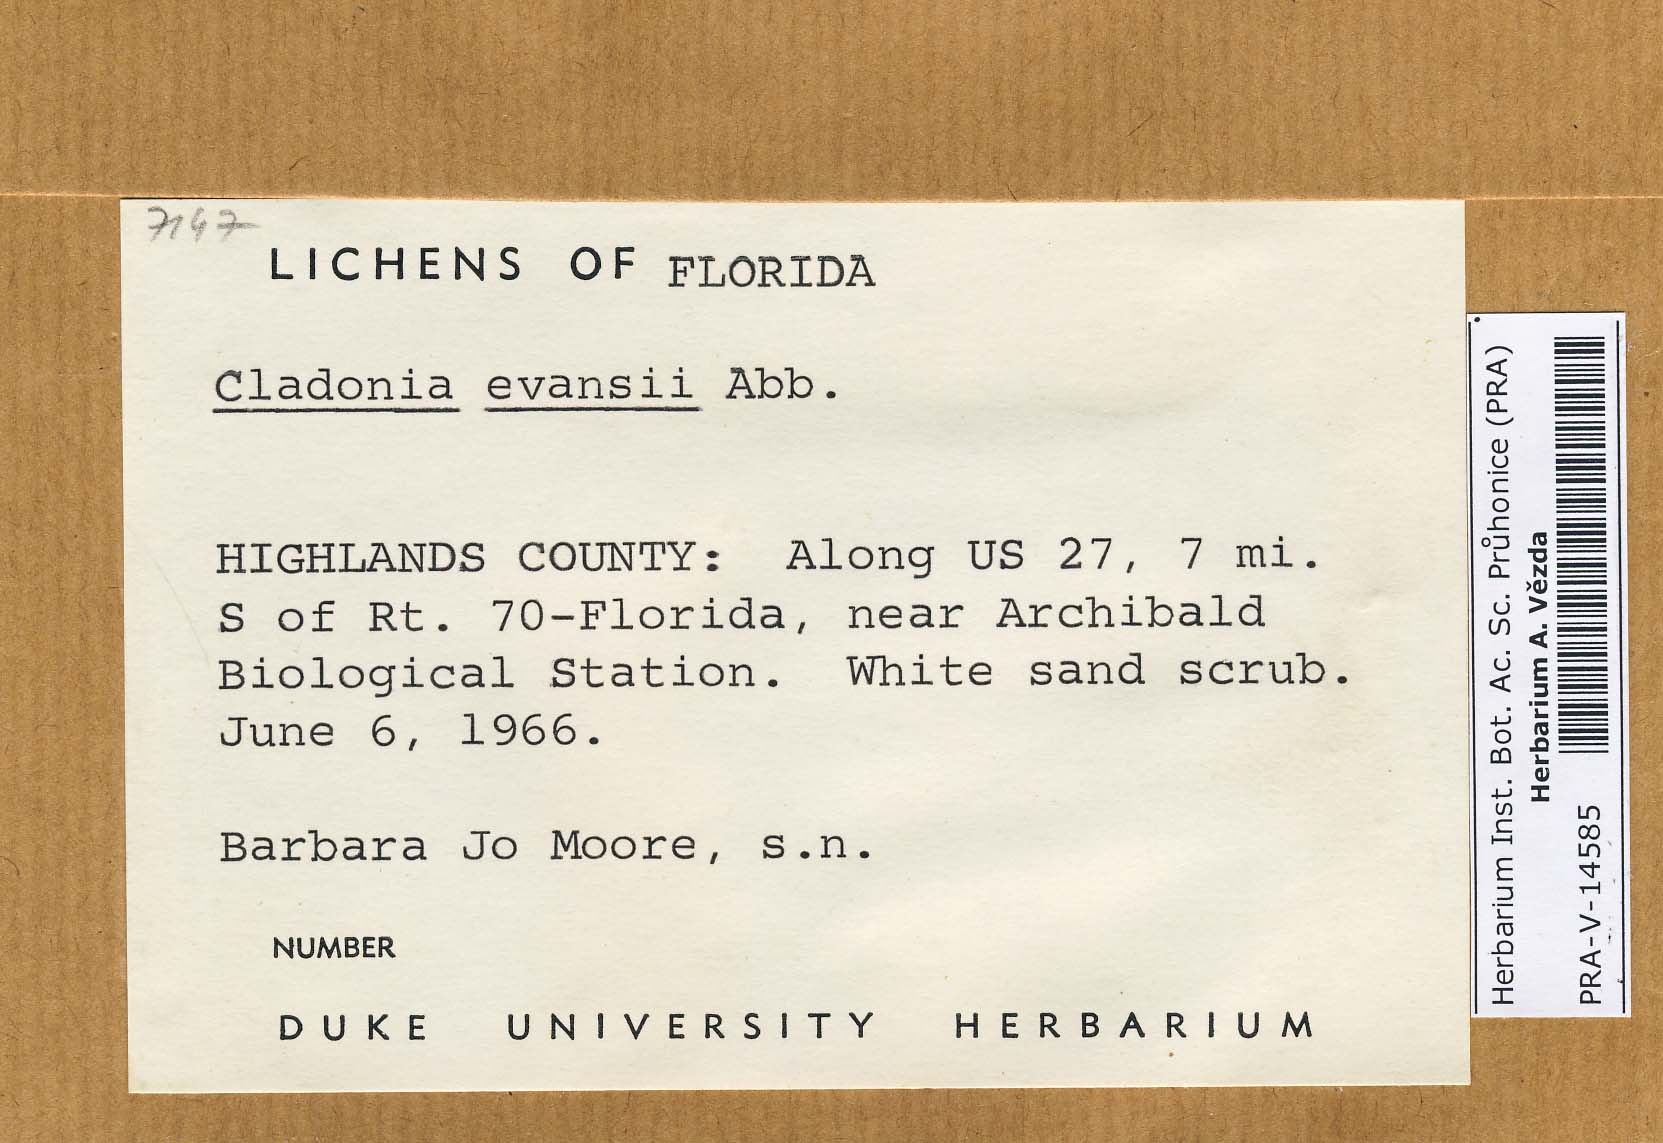 7147
LICHENS OF FLORIDA
Cladonia evansii Abb.
HIGHLANDS COUNTY: Along US 27, 7 mi.
S of Rt. 70-Florida, near Archibald
Biological Station. White sand scrub.
June 6, 1966.
Barbara Jo Moore, s.n.
NUMBER
DUKE UNIVERSITY HERBARIUM
Herbarium Inst. Bot. Ac. Sc. Průhonice (PRA)
Herbarium A. Vězda
PRA-V-14585